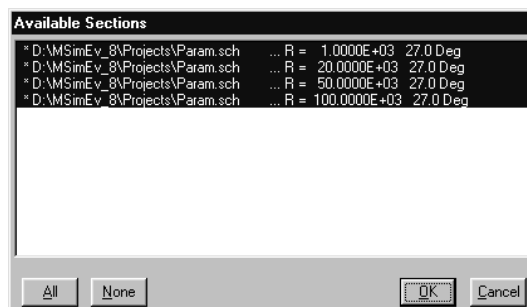 Available Sections
* D:\MSimEv_8\Projects\Param.sch ... R = 1.0000E+03 27.0 Deg
* D:\MSimEv_8\Projects\Param.sch ... R = 20.0000E+03 27.0 Deg
* D:\MSimEv_8\Projects\Param.sch ... R = 50.0000E+03 27.0 Deg
* D:\MSimEv_8\Projects\Param.sch ... R = 100.0000E+03 27.0 Deg
All None OK Cancel